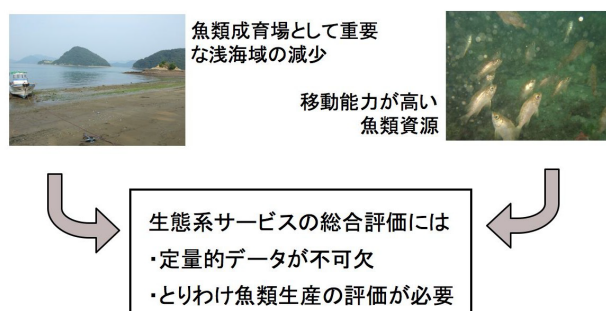 魚類成育場として重要
な浅海域の減少
移動能力が高い
魚類資源
生態系サービスの総合評価には
・定量的データが不可欠
・とりわけ魚類生産の評価が必要